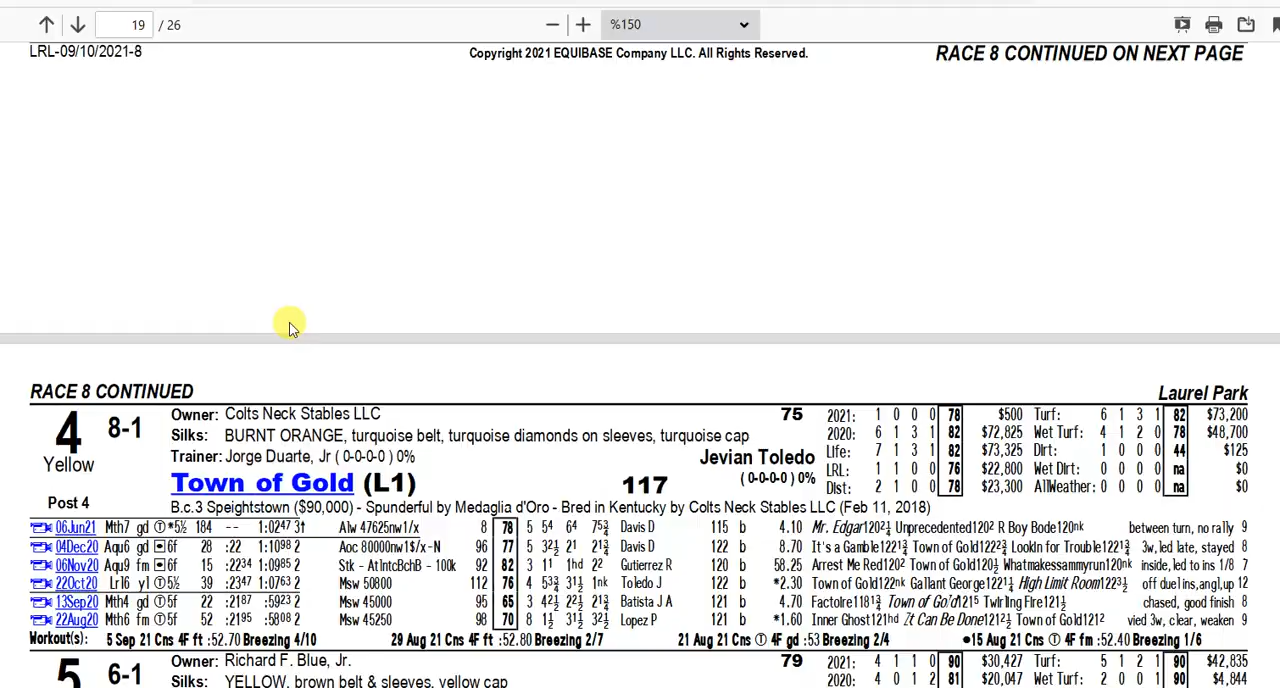 19 / 26
%150
LRL-09/10/2021-8 Copyright 2021 EQUIBASE Company LLC. All Rights Reserved. RACE 8 CONTINUED ON NEXT PAGE
RACE 8 CONTINUED Laurel Park
4 8-1 Owner: Colts Neck Stables LLC 75 2021: 1 0 0 0 78 $500 Turf: 6 1 3 1 82 $73,200
Silks: BURNT ORANGE, turquoise belt, turquoise diamonds on sleeves, turquoise cap 2020: 6 1 3 1 82 $72,825 Wet Turf: 4 1 2 0 78 $48,700
Yellow Trainer: Jorge Duarte, Jr ( 0-0-0-0 ) 0% Jevian Toledo Life: 7 1 3 1 82 $73,325 Dirt: 1 0 0 0 44 $125
Town of Gold (L1) 117 ( 0-0-0-0 ) 0% LRL: 1 1 0 0 76 $22,800 Wet Dirt: 0 0 0 0 na $0
Post 4 B.c.3 Speightstown ($90,000) - Spunderful by Medaglia d'Oro - Bred in Kentucky by Colts Neck Stables LLC (Feb 11, 2018) Dist: 2 1 0 0 78 $23,300 AllWeather: 0 0 0 0 na $0
06Jun21 Mth7 gd Ⓣ*5½ 184 -- 1:02⁴⁷ 3↑ Alw 47625nw1/x 8 78 5 5⁴ 6⁴ 7⁵¾ Davis D 115 b 4.10 Mr. Edgar120²¼ Unprecedented120² R Boy Bode120ⁿᵏ between turn, no rally 9
04Dec20 Aqu6 gd 6f 28 :22 1:10⁹⁸ 2 Aoc 80000nw1$/x-N 96 77 5 3²½ 2¹ 2¹¾ Davis D 122 b 8.70 It's a Gamble122¹¾ Town of Gold122²¾ Lookin for Trouble122¹¾ 3w,led late, stayed 8
06Nov20 Aqu9 fm 6f 15 :22³⁴ 1:09⁸⁵ 2 Stk - AtlntcBchB - 100k 92 82 3 1¹ 1ʰᵈ 2² Gutierrez R 120 b 58.25 Arrest Me Red120² Town of Gold120½ Whatmakessammyrun120ⁿᵏ inside,led to ins 1/8 7
22Oct20 Lrl6 yl Ⓣ5½ 39 :23⁴⁷ 1:07⁶³ 2 Msw 50800 112 76 4 5³¾ 3¹½ 1ⁿᵏ Toledo J 122 b *2.30 Town of Gold122ⁿᵏ Gallant George122¹¼ High Limit Room122³½ off duel ins,angl,up 12
13Sep20 Mth4 gd Ⓣ5f 22 :21⁸⁷ :59²³ 2 Msw 45000 95 65 3 4²½ 2²½ 2¹¾ Batista J A 121 b 4.70 Factoire118¹¾ Town of Gold121⁵ Twirling Fire121½ chased, good finish 8
22Aug20 Mth6 fm Ⓣ5f 52 :21⁹⁵ :58⁰⁸ 2 Msw 45250 98 70 8 1½ 3¹½ 3²½ Lopez P 121 b *1.60 Inner Ghost121ʰᵈ It Can Be Done121²½ Town of Gold121² vied 3w, clear, weaken 9
Workout(s): 5 Sep 21 Cns 4F ft :52.70 Breezing 4/10 29 Aug 21 Cns 4F ft :52.80 Breezing 2/7 21 Aug 21 Cns Ⓣ 4F gd :53 Breezing 2/4 ●15 Aug 21 Cns Ⓣ 4F fm :52.40 Breezing 1/6
5 6-1 Owner: Richard F. Blue, Jr. 79 2021: 4 1 1 0 90 $30,427 Turf: 5 1 2 1 90 $42,835
Silks: YELLOW, brown belt & sleeves, yellow cap 2020: 4 0 1 2 81 $20,047 Wet Turf: 2 0 0 1 90 $4,844